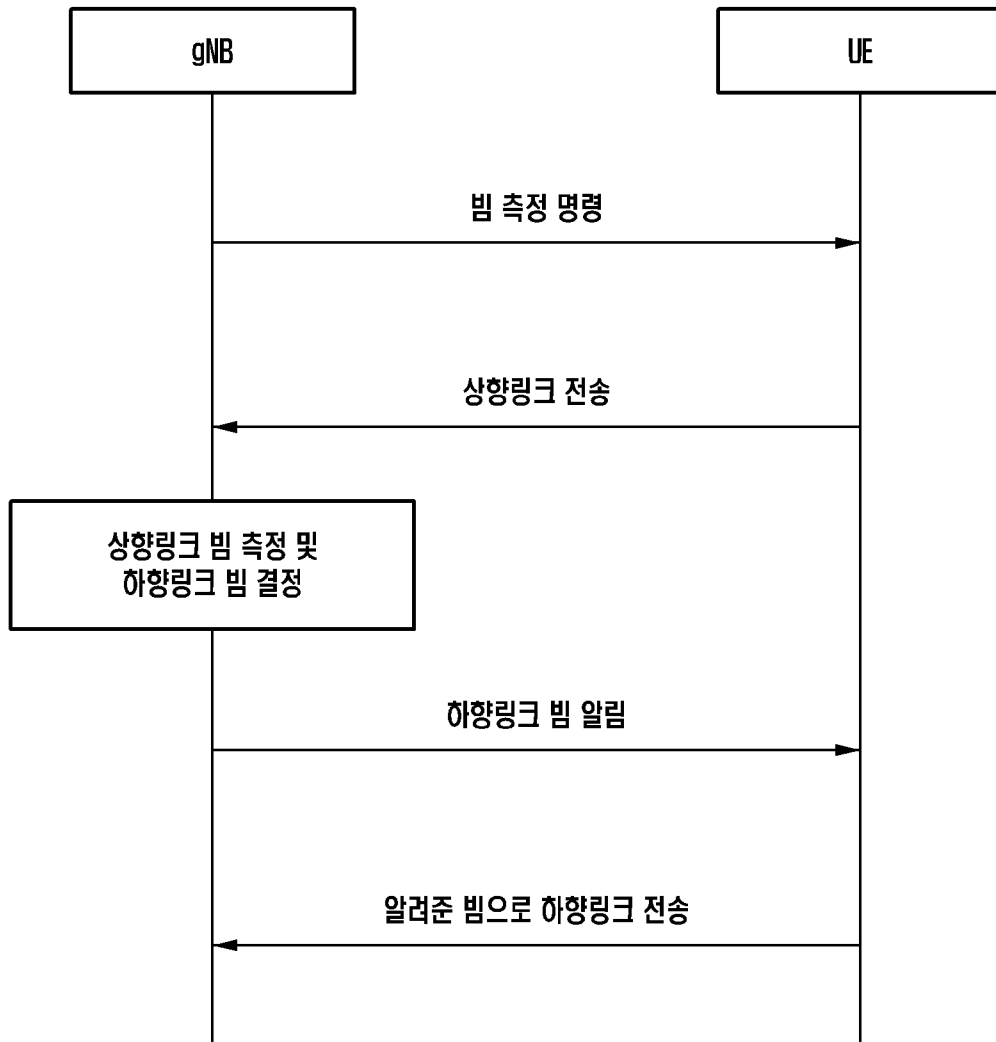 gNB
UE
빔 측정 명령
상향링크 전송
상향링크 빔 측정 및
하향링크 빔 결정
하향링크 빔 알림
알려준 빔으로 하향링크 전송